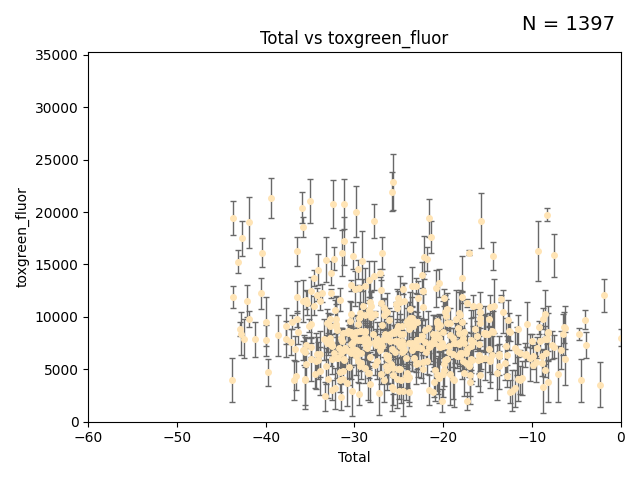 N = 1397
Total vs toxgreen_fluor
35000
30000
25000
20000
15000
10000
5000
0
toxgreen_fluor
−60 −50 −40 −30 −20 −10 0
Total